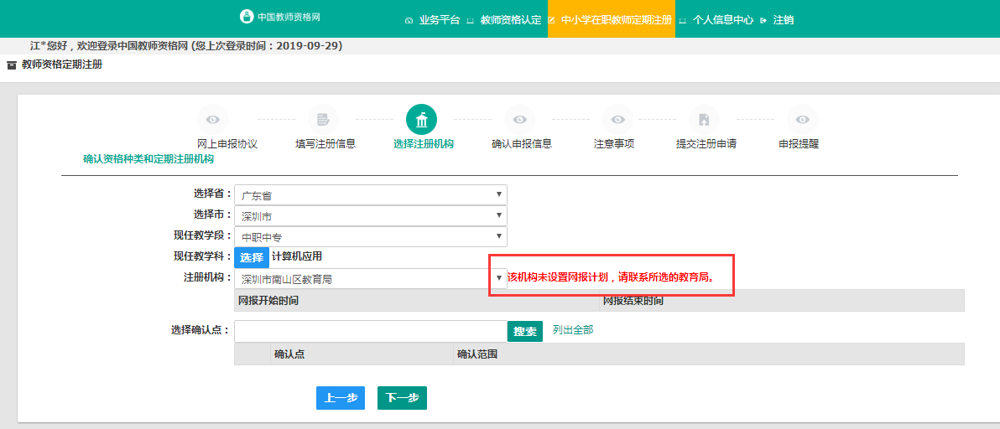 中国教师资格网 业务平台 教师资格认定 中小学在职教师定期注册 个人信息中心 注销
江*您好，欢迎登录中国教师资格网 (您上次登录时间：2019-09-29)
教师资格定期注册
网上申报协议 填写注册信息 选择注册机构 确认申报信息 注意事项 提交注册申请 申报提醒
确认资格种类和定期注册机构
选择省： 广东省
选择市： 深圳市
现任教学段： 中职中专
现任教学科： 选择 计算机应用
注册机构： 深圳市南山区教育局 该机构未设置网报计划，请联系所选的教育局。
网报开始时间 网报结束时间
选择确认点： 搜索 列出全部
确认点 确认范围
上一步 下一步